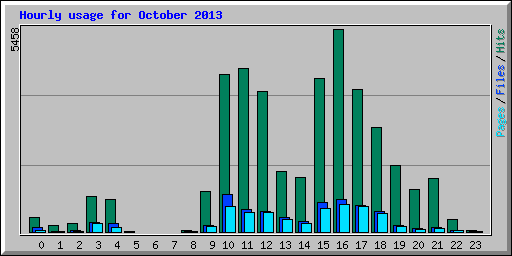 Hourly usage for October 2013
5458
Pages/Files/Hits
0 1 2 3 4 5 6 7 8 9 10 11 12 13 14 15 16 17 18 19 20 21 22 23